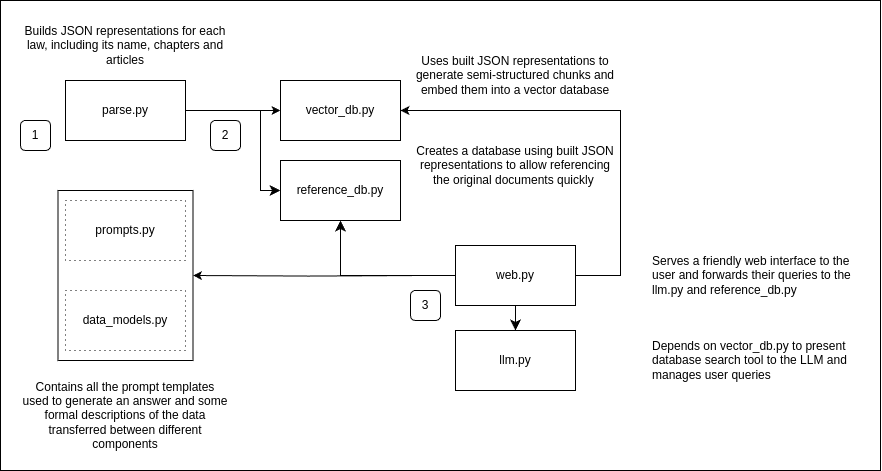 Builds JSON representations for each
law, including its name, chapters and
articles
parse.py
1
2
vector_db.py
Uses built JSON representations to
generate semi-structured chunks and
embed them into a vector database
reference_db.py
Creates a database using built JSON
representations to allow referencing
the original documents quickly
prompts.py
data_models.py
Contains all the prompt templates
used to generate an answer and some
formal descriptions of the data
transferred between different
components
3
web.py
Serves a friendly web interface to the
user and forwards their queries to the
llm.py and reference_db.py
llm.py
Depends on vector_db.py to present
database search tool to the LLM and
manages user queries